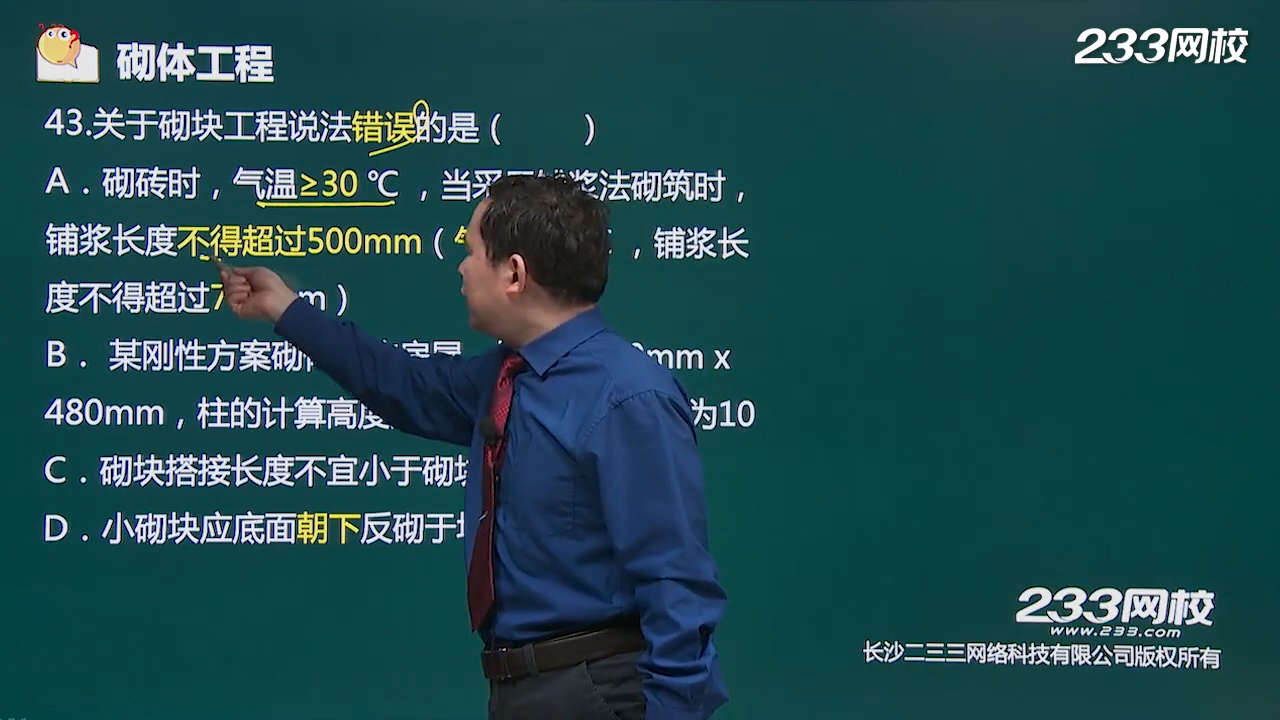 砌体工程
233网校
43.关于砌块工程说法错误的是（ ）
A．砌砖时，气温≥30 ℃ ，当采 浆法砌筑时，
铺浆长度不得超过500mm（ ，铺浆长
度不得超过7 m）
B． 某刚性方案砌 mm x
480mm，柱的计算高度 为10
C．砌块搭接长度不宜小于砌
D．小砌块应底面朝下反砌于
233网校
www.233.com
长沙二三三网络科技有限公司版权所有